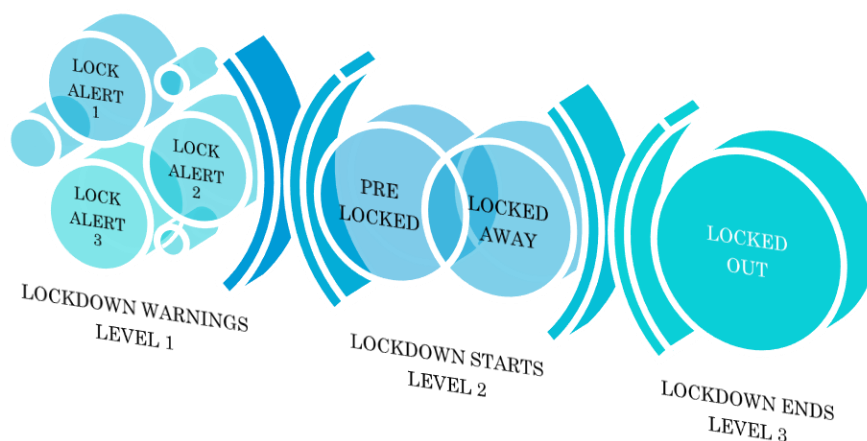 LOCK
ALERT
1
LOCK
ALERT
2
LOCK
ALERT
3
LOCKDOWN WARNINGS
LEVEL 1
PRE
LOCKED
LOCKED
AWAY
LOCKDOWN STARTS
LEVEL 2
LOCKED
OUT
LOCKDOWN ENDS
LEVEL 3